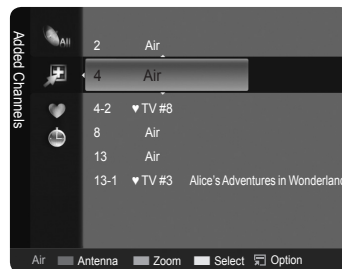 Added Channels
All
2 Air
4 Air
4-2 ♥ TV #8
8 Air
13 Air
13-1 ♥ TV #3 Alice's Adventures in Wonderland
Air Antenna Zoom Select Option